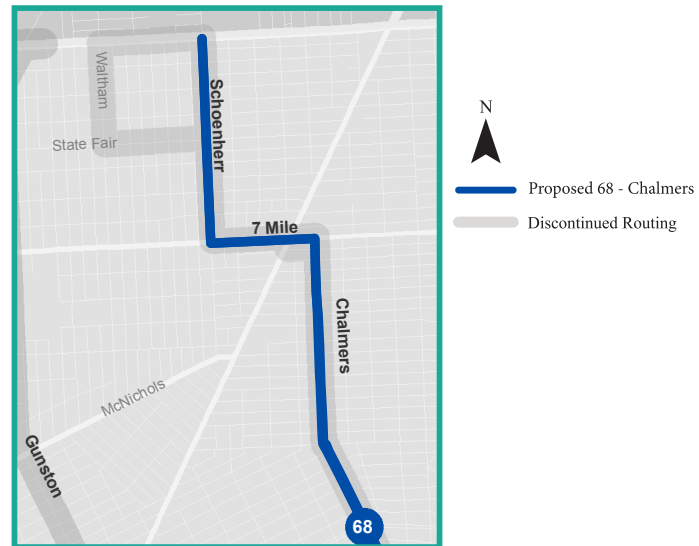 Waltham
Schoenherr
State Fair
7 Mile
Chalmers
McNichols
Gunston
68
N
Proposed 68 - Chalmers
Discontinued Routing